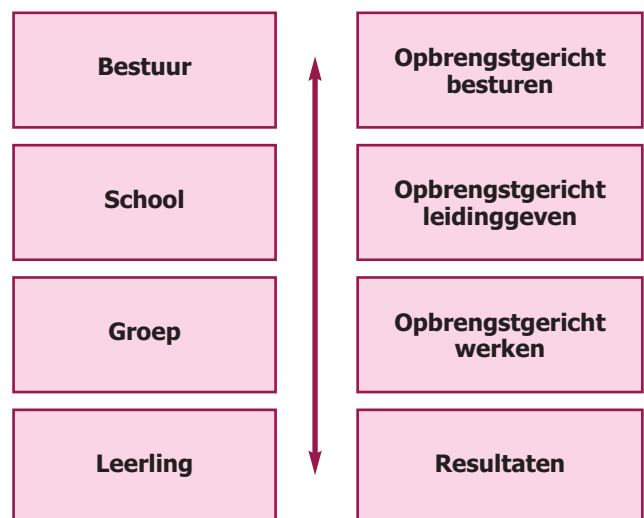 Bestuur
Opbrengstgericht
besturen
School
Opbrengstgericht
leidinggeven
Groep
Opbrengstgericht
werken
Leerling
Resultaten